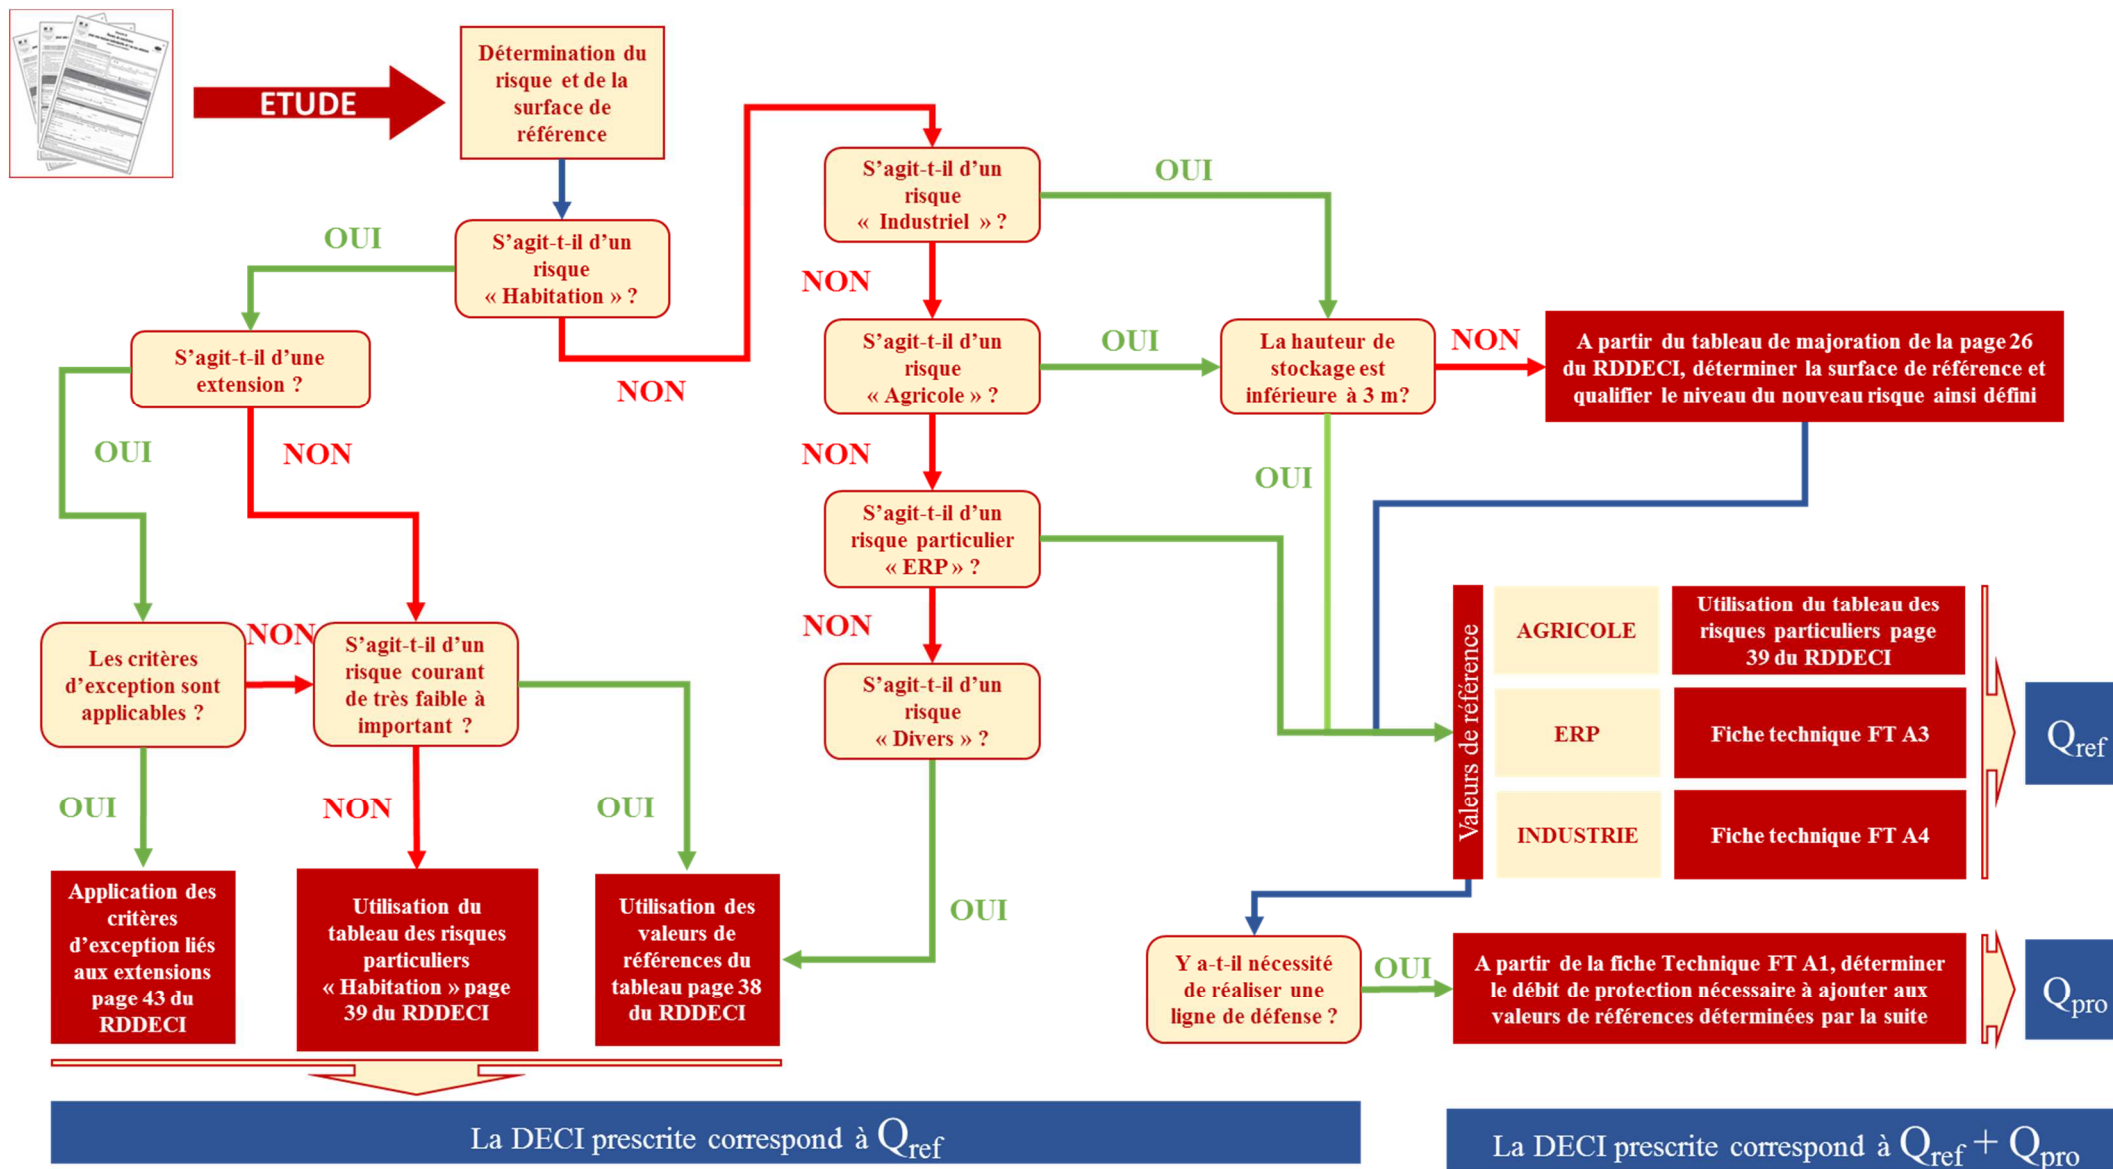 ETUDE
Détermination du
risque et de la
surface de
référence
S’agit-t-il d’un
risque
« Habitation » ?
OUI
NON
S’agit-t-il d’une
extension ?
OUI
NON
Les critères
d’exception sont
applicables ?
NON
S’agit-t-il d’un
risque courant
de très faible à
important ?
OUI
NON
OUI
Application des
critères
d’exception liés
aux extensions
page 43 du
RDDECI
Utilisation du
tableau des risques
particuliers
« Habitation » page
39 du RDDECI
Utilisation des
valeurs de
références du
tableau page 38
du RDDECI
S’agit-t-il d’un
risque
« Industriel » ?
OUI
NON
S’agit-t-il d’un
risque
« Agricole » ?
OUI
NON
S’agit-t-il d’un
risque particulier
« ERP » ?
NON
S’agit-t-il d’un
risque
« Divers » ?
OUI
La hauteur de
stockage est
inférieure à 3 m?
NON
OUI
A partir du tableau de majoration de la page 26
du RDDECI, déterminer la surface de référence et
qualifier le niveau du nouveau risque ainsi défini
Valeurs de référence
AGRICOLE
Utilisation du tableau des
risques particuliers page
39 du RDDECI
ERP
Fiche technique FT A3
INDUSTRIE
Fiche technique FT A4
Qref
Y a-t-il nécessité
de réaliser une
ligne de défense ?
OUI
A partir de la fiche Technique FT A1, déterminer
le débit de protection nécessaire à ajouter aux
valeurs de références déterminées par la suite
Qpro
La DECI prescrite correspond à Qref
La DECI prescrite correspond à Qref + Qpro